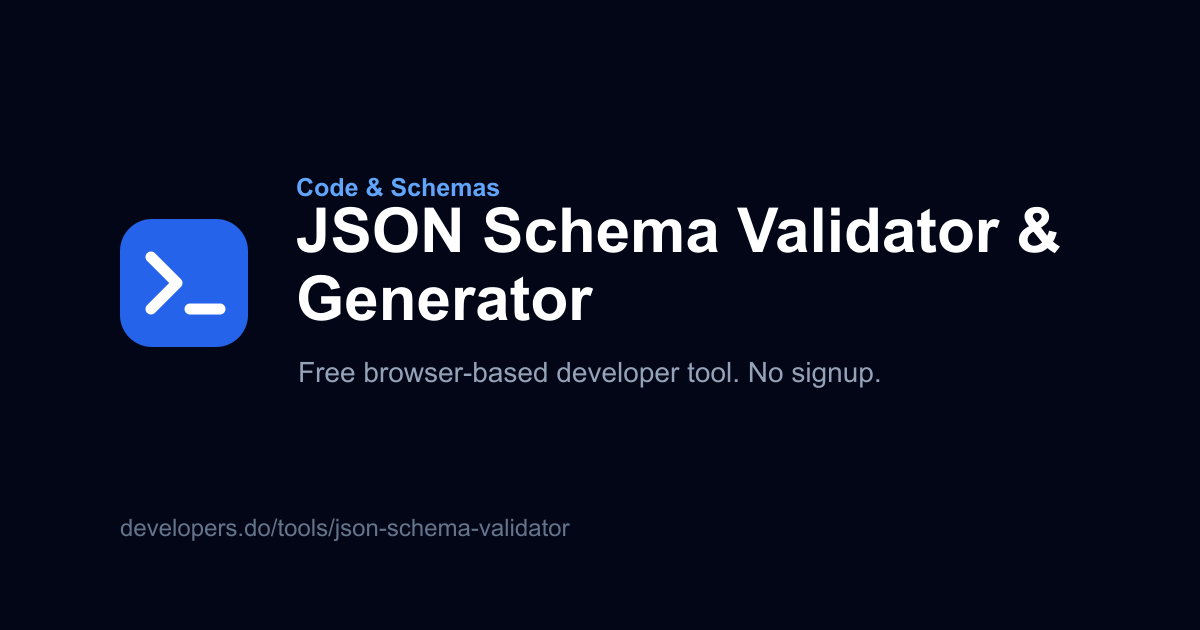 Code & Schemas
JSON Schema Validator &
Generator
Free browser-based developer tool. No signup.
developers.do/tools/json-schema-validator